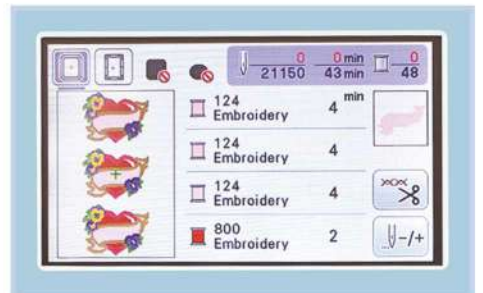 0 0 min 0
21150 43 min 48
124 min
Embroidery 4
124
Embroidery 4
124
Embroidery 4
800
Embroidery 2
-/+